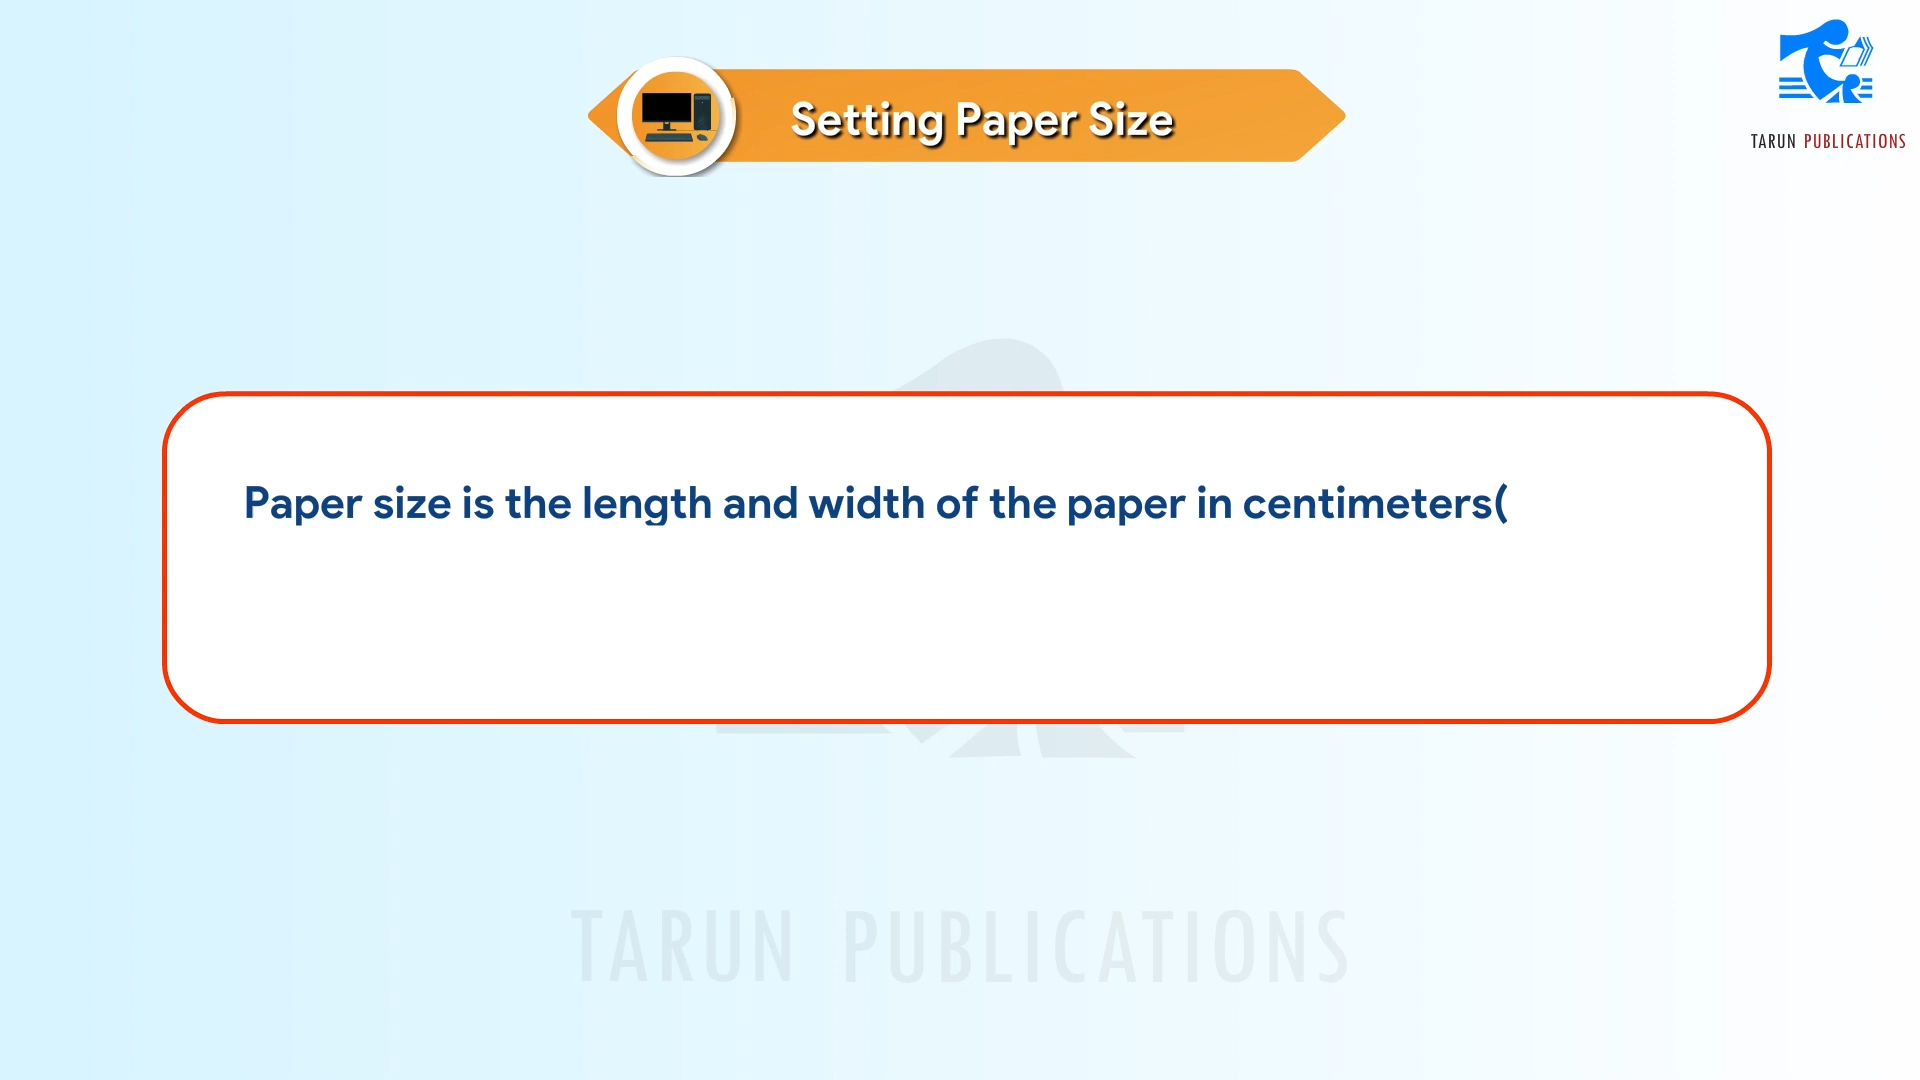 Setting Paper Size
TARUN PUBLICATIONS
Paper size is the length and width of the paper in centimeters(
TARUN PUBLICATIONS